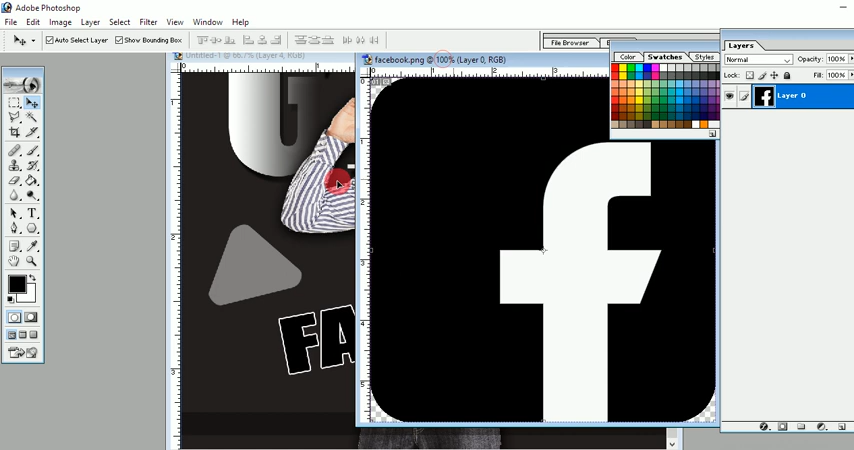 Adobe Photoshop
File Edit Image Layer Select Filter View Window Help
Auto Select Layer Show Bounding Box
File Browser
Untitled-1 @ 66.7% (Layer 4, RGB)
facebook.png @ 100% (Layer 0, RGB)
Color Swatches Styles
Layers
Normal Opacity: 100%
Lock: Fill: 100%
Layer 0
FA